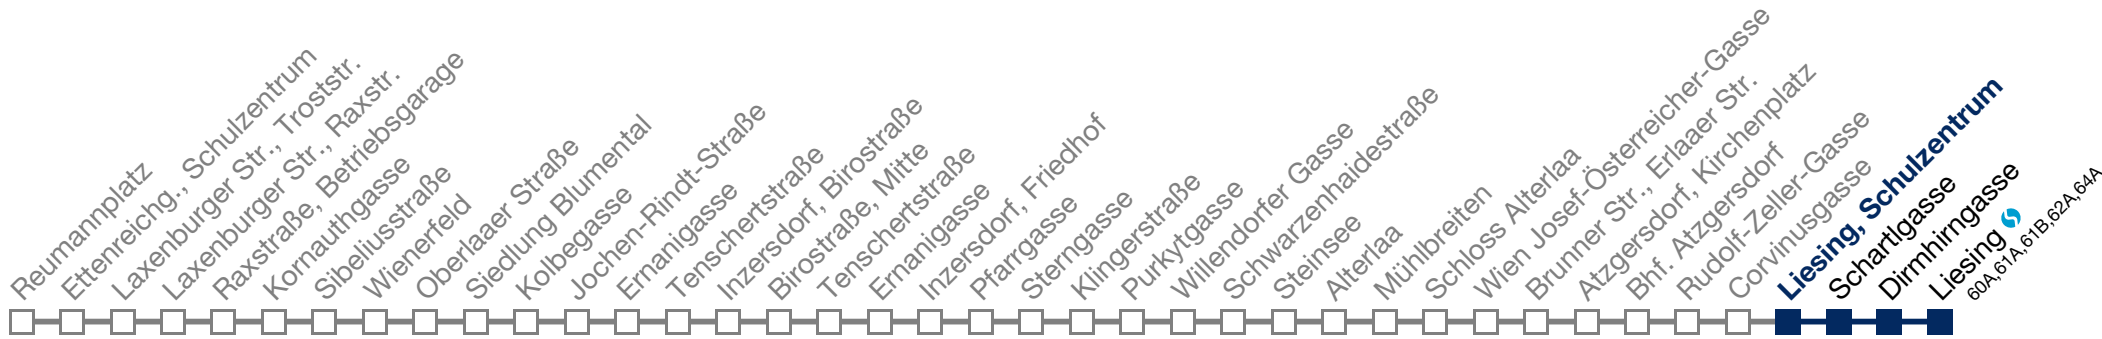 Reumannplatz
Ettenreichg., Schulzentrum
Laxenburger Str., Troststr.
Laxenburger Str., Raxstr.
Raxstraße, Betriebsgarage
Kornauthgasse
Sibeliusstraße
Wienerfeld
Oberlaaer Straße
Siedlung Blumental
Kolbegasse
Jochen-Rindt-Straße
Ernanigasse
Tenschertstraße
Inzersdorf, Birostraße
Birostraße, Mitte
Tenschertstraße
Ernanigasse
Inzersdorf, Friedhof
Pfarrgasse
Sterngasse
Klingerstraße
Purkytgasse
Willendorfer Gasse
Schwarzenhaidestraße
Steinsee
Alterlaa
Mühlbreiten
Schloss Alterlaa
Wien Josef-Österreicher-Gasse
Brunner Str., Erlaaer Str.
Atzgersdorf, Kirchenplatz
Bhf. Atzgersdorf
Rudolf-Zeller-Gasse
Corvinusgasse
Liesing, Schulzentrum
Schartlgasse
Dirmhirngasse
Liesing
60A,61A,61B,62A,64A